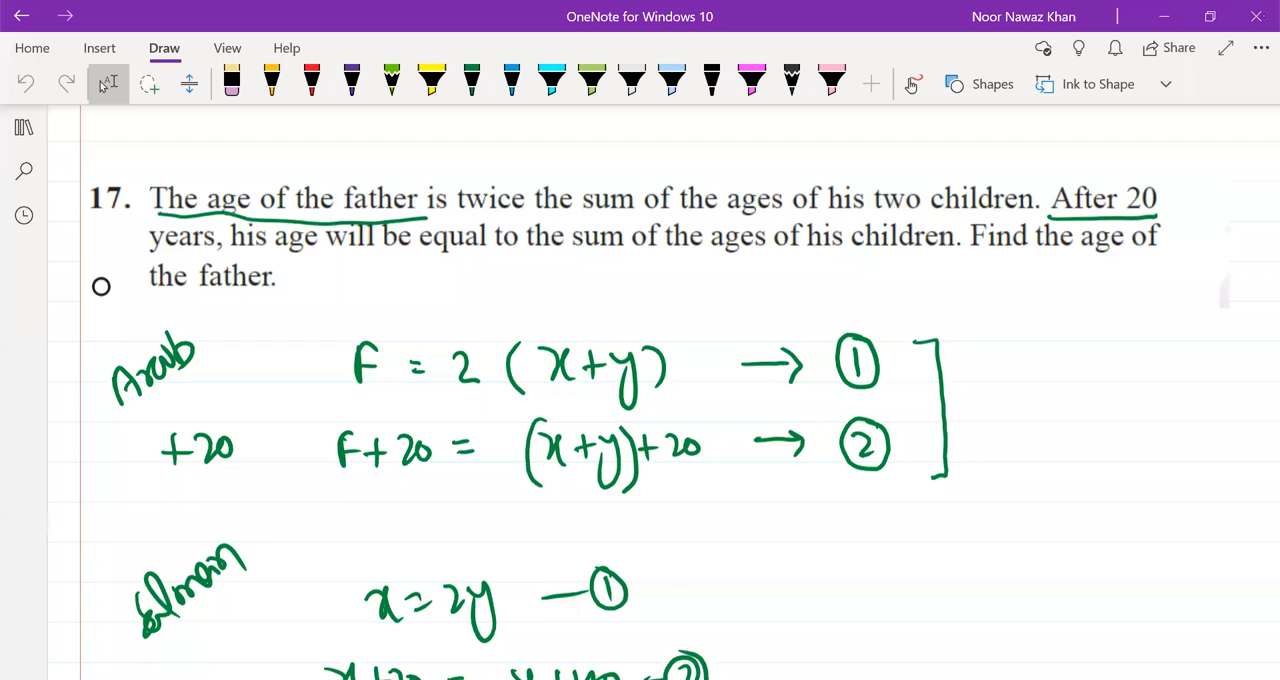 OneNote for Windows 10
Noor Nawaz Khan
Home Insert Draw View Help
Share
Shapes
Ink to Shape
17. The age of the father is twice the sum of the ages of his two children. After 20
years, his age will be equal to the sum of the ages of his children. Find the age of
the father.
Arab F = 2 (x+y) → 1
+20 F+20 = (x+y)+20 → 2
Salman x = 2y — 1